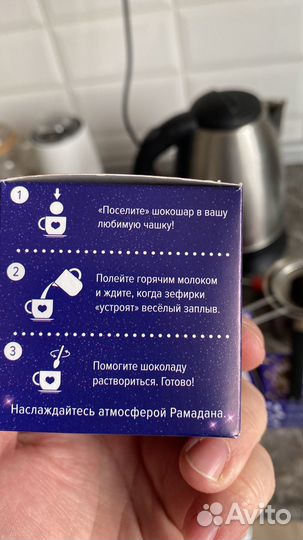 1
«Поселите» шокошар в вашу
любимую чашку!
2
Полейте горячим молоком
и ждите, когда зефирки
«устроят» весёлый заплыв.
3
Помогите шоколаду
раствориться. Готово!
Наслаждайтесь атмосферой Рамадана.
Avito